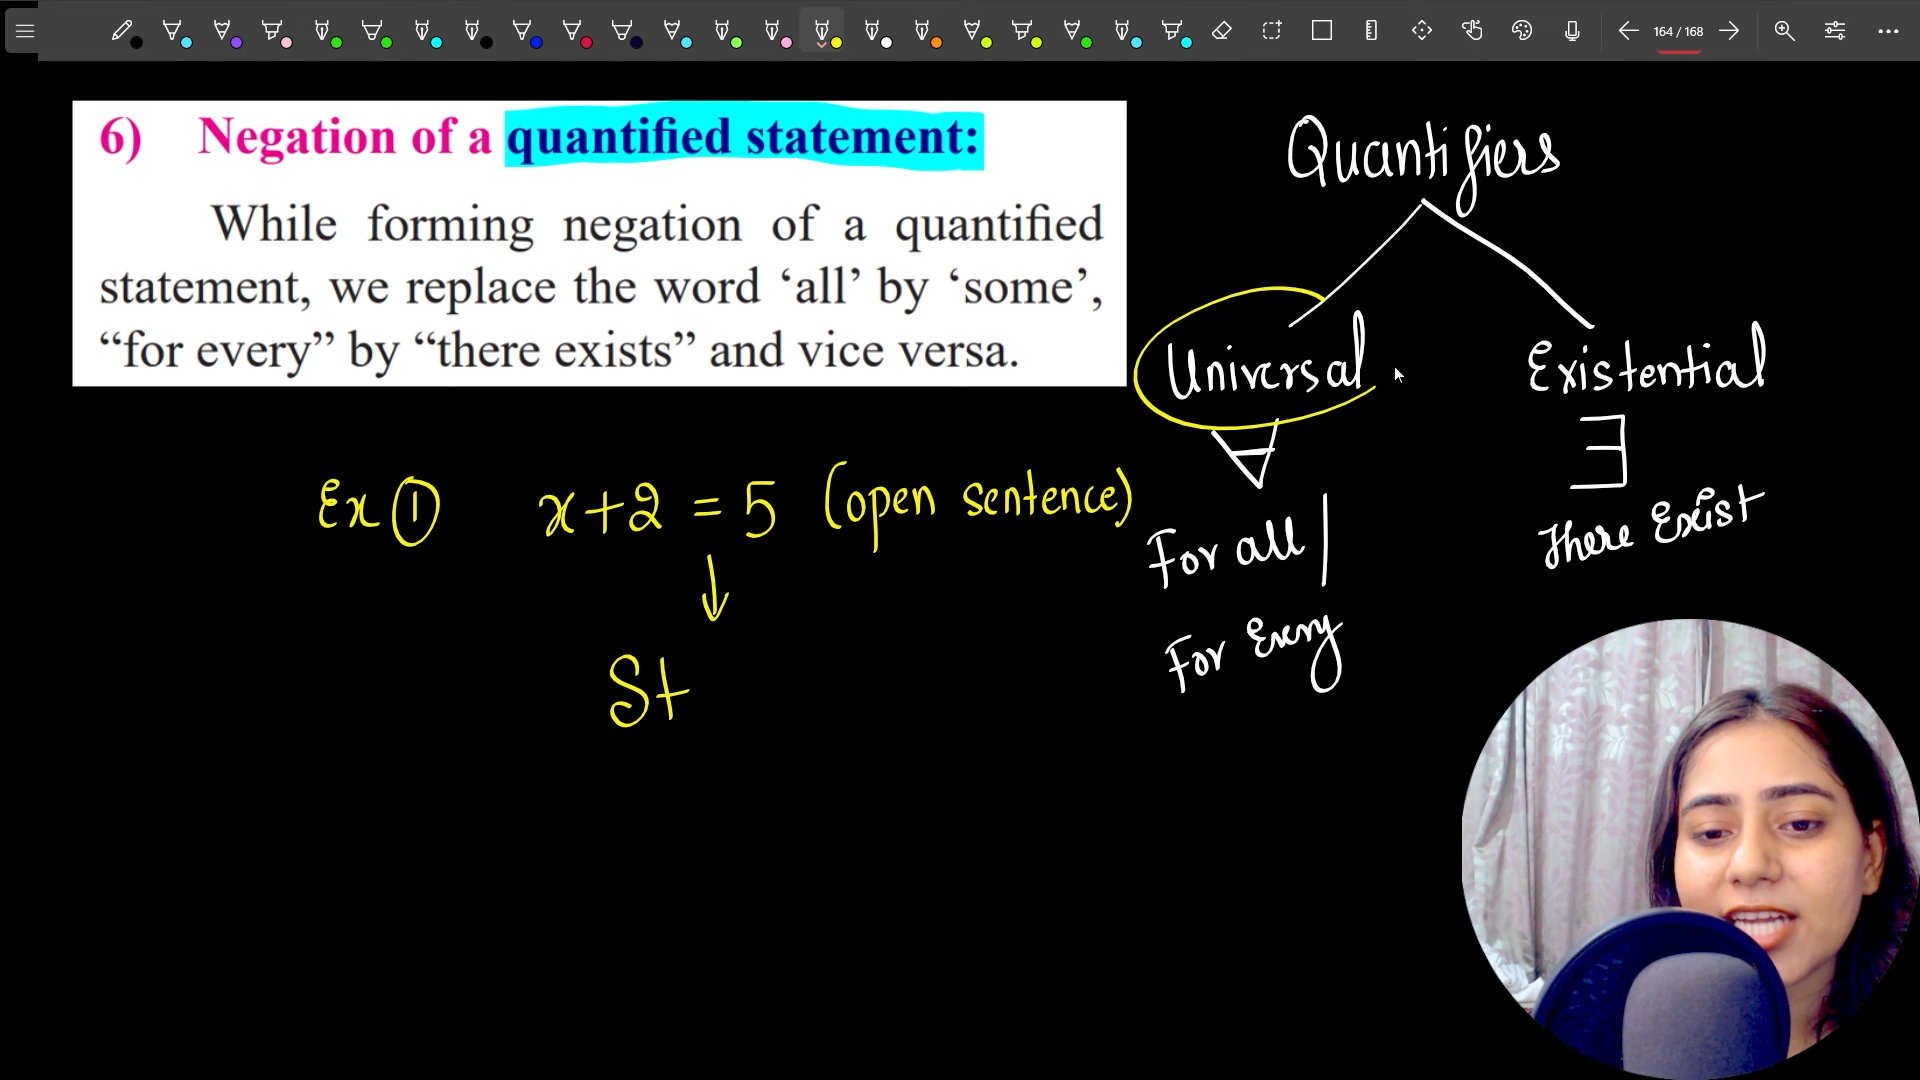 164 / 168
6) Negation of a quantified statement:
While forming negation of a quantified
statement, we replace the word ‘all’ by ‘some’,
“for every” by “there exists” and vice versa.
Quantifiers
Universal
Existential
∀
∃
For all |
For Every
There Exist
Ex ① x+2 = 5 (open sentence)
↓
St